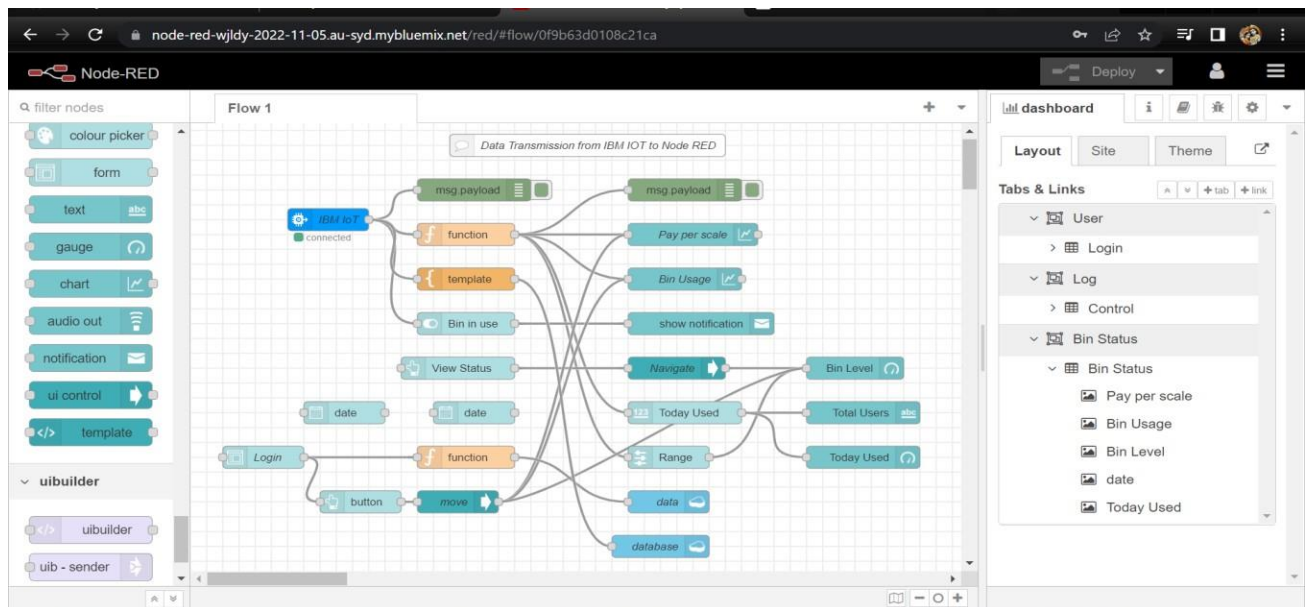 node-red-wjldy-2022-11-05.au-syd.mybluemix.net/red/#flow/0f9b63d0108c21ca
Node-RED
Deploy
filter nodes
Flow 1
dashboard
i
colour picker
form
text
abc
gauge
chart
audio out
notification
ui control
template
uibuilder
uibuilder
uib - sender
Data Transmission from IBM IOT to Node RED
msg.payload
msg.payload
IBM IoT
connected
function
Pay per scale
template
Bin Usage
Bin in use
show notification
View Status
Navigate
Bin Level
date
date
123 Today Used
Total Users abc
Login
function
Range
Today Used
button
move
data
database
Layout
Site
Theme
Tabs & Links
+ tab
+ link
User
Login
Log
Control
Bin Status
Bin Status
Pay per scale
Bin Usage
Bin Level
date
Today Used